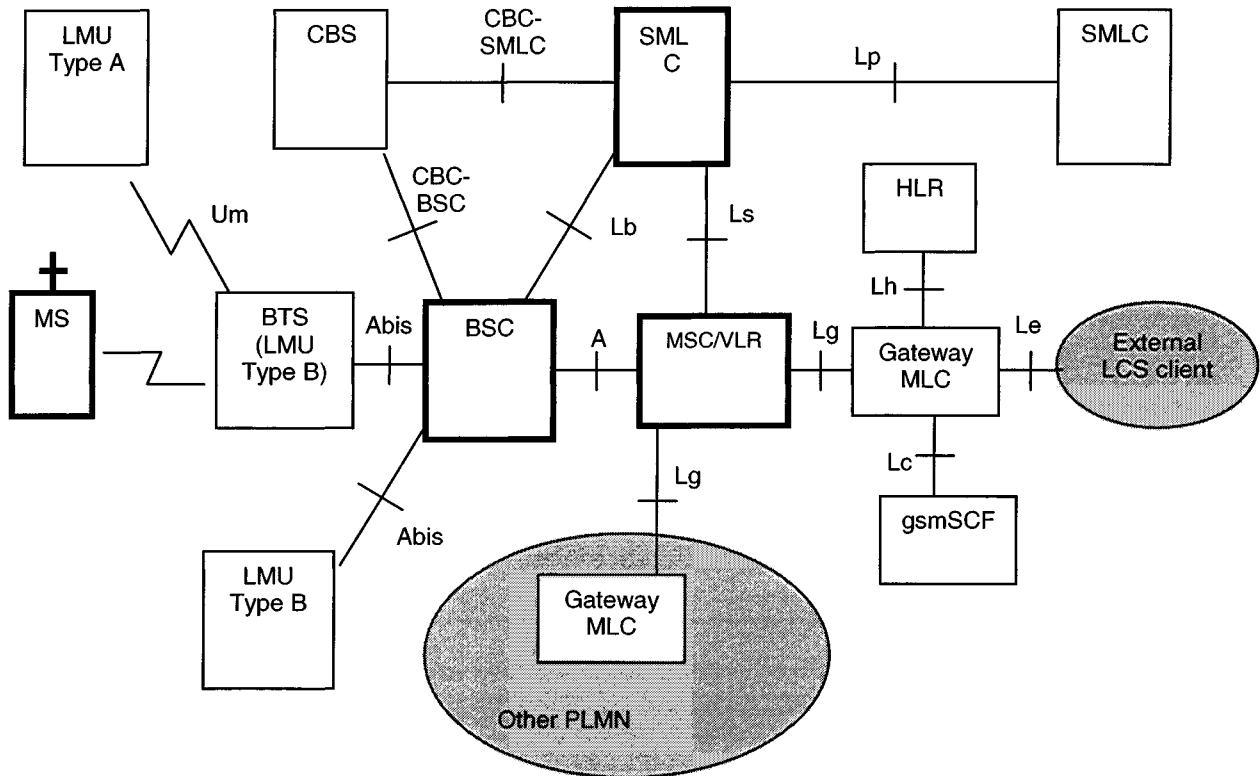 LMU
Type A
CBS
CBC-
SMLC
SML
C
Lp
SMLC
Um
CBC-
BSC
Lb
Ls
HLR
Lh
MS
BTS
(LMU
Type B)
Abis
BSC
A
MSC/VLR
Lg
Gateway
MLC
Le
External
LCS client
Lc
gsmSCF
Abis
LMU
Type B
Lg
Gateway
MLC
Other PLMN